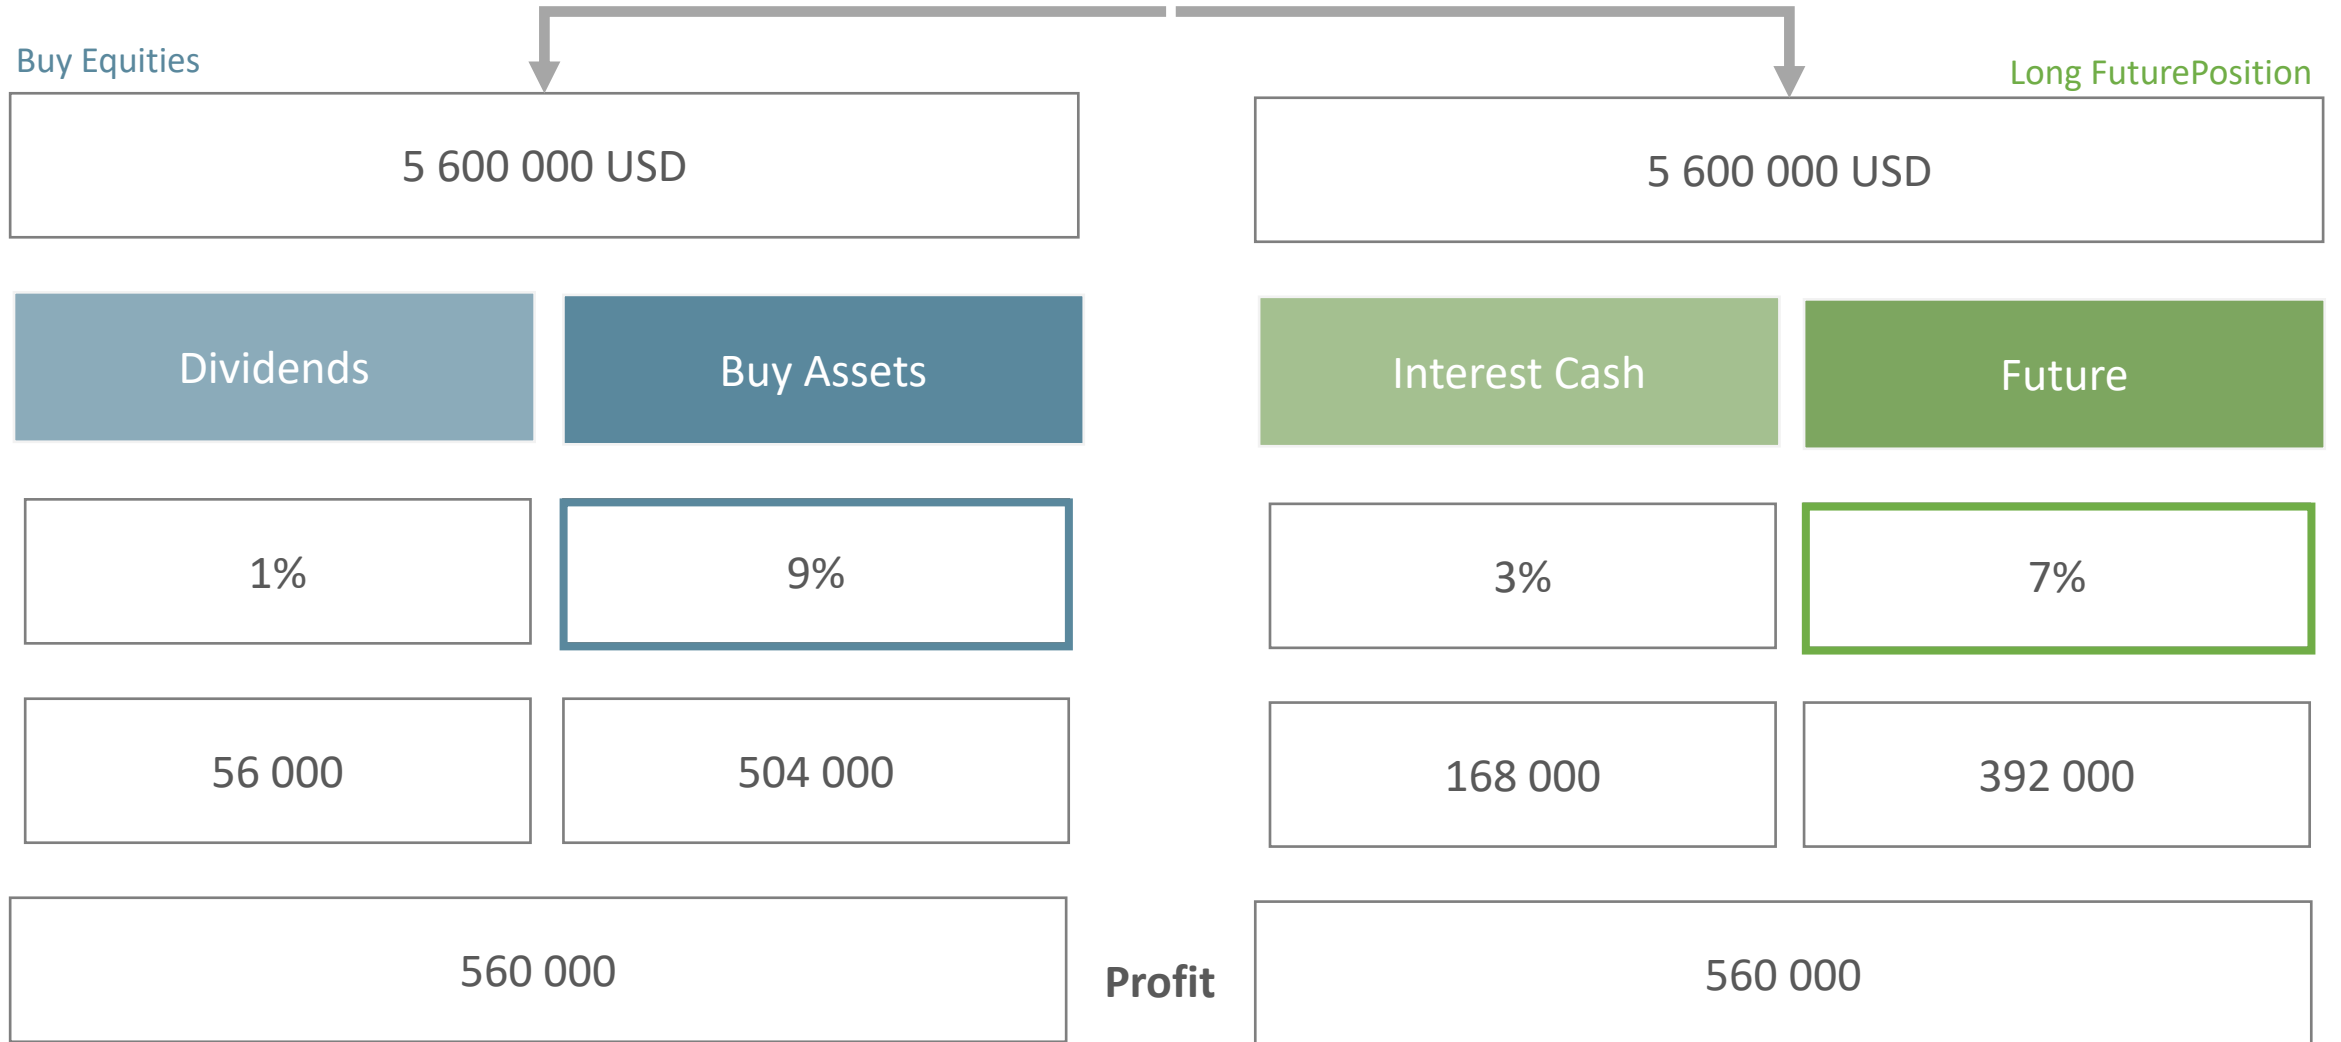 Buy Equities
Long FuturePosition
5 600 000 USD
5 600 000 USD
Dividends
Buy Assets
Interest Cash
Future
1%
9%
3%
7%
56 000
504 000
168 000
392 000
560 000
Profit
560 000